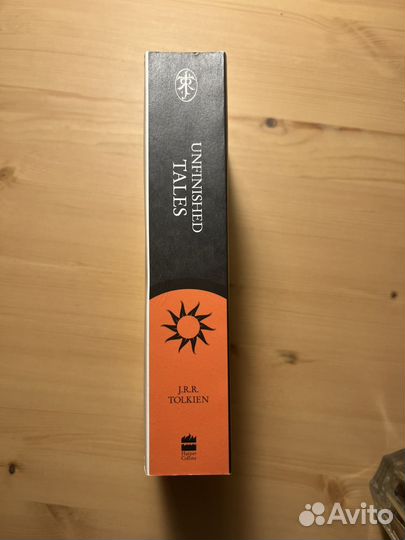 UNFINISHED
TALES
J.R.R.
TOLKIEN
Harper
Collins
Avito